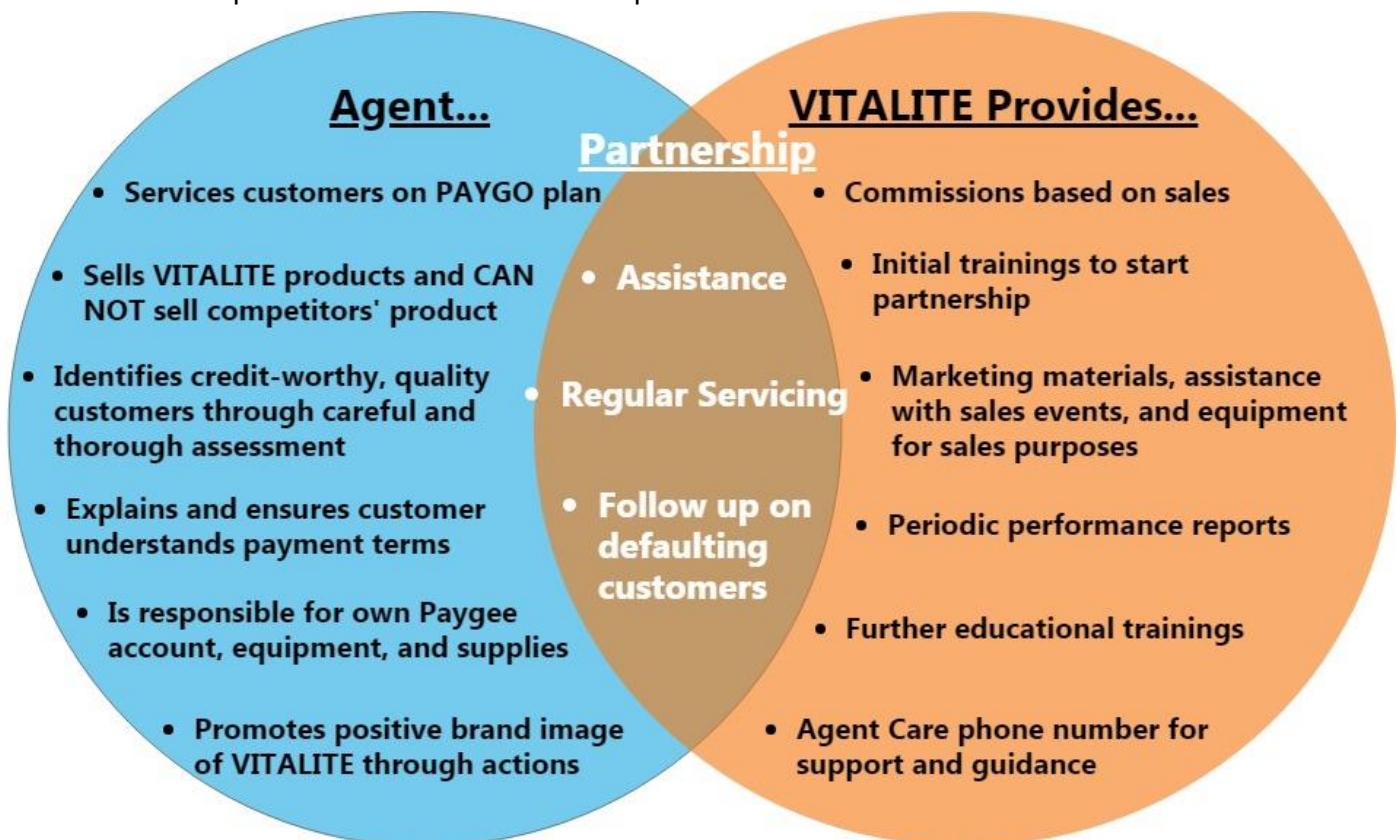 Agent...
• Services customers on PAYGO plan
• Sells VITALITE products and CAN
NOT sell competitors' product
• Identifies credit-worthy, quality
customers through careful and
thorough assessment
• Explains and ensures customer
understands payment terms
• Is responsible for own Paygee
account, equipment, and supplies
• Promotes positive brand image
of VITALITE through actions
Partnership
• Assistance
• Regular Servicing
• Follow up on
defaulting
customers
VITALITE Provides...
• Commissions based on sales
• Initial trainings to start
partnership
• Marketing materials, assistance
with sales events, and equipment
for sales purposes
• Periodic performance reports
• Further educational trainings
• Agent Care phone number for
support and guidance